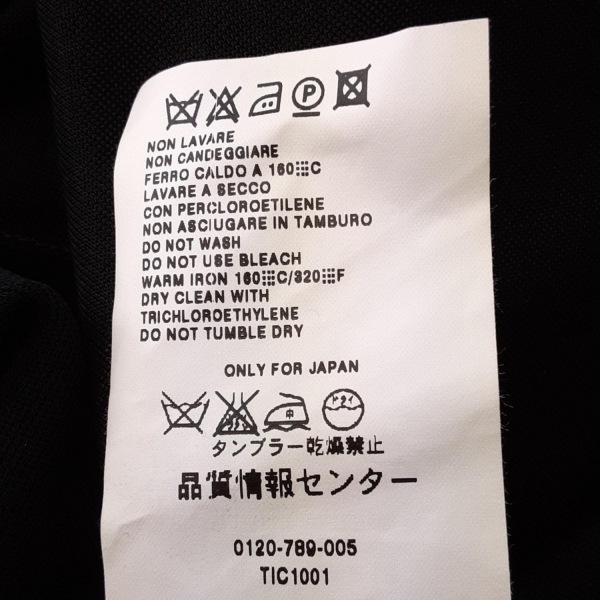 P
NON LAVARE
NON CANDEGGIARE
FERRO CALDO A 160⁝⁝⁝C
LAVARE A SECCO
CON PERCLOROETILENE
NON ASCIUGARE IN TAMBURO
DO NOT WASH
DO NOT USE BLEACH
WARM IRON 160⁝⁝⁝C/320⁝⁝⁝F
DRY CLEAN WITH
TRICHLOROETHYLENE
DO NOT TUMBLE DRY
ONLY FOR JAPAN
中 ドライ
タンブラー乾燥禁止
品質情報センター
0120-789-005
TIC1001